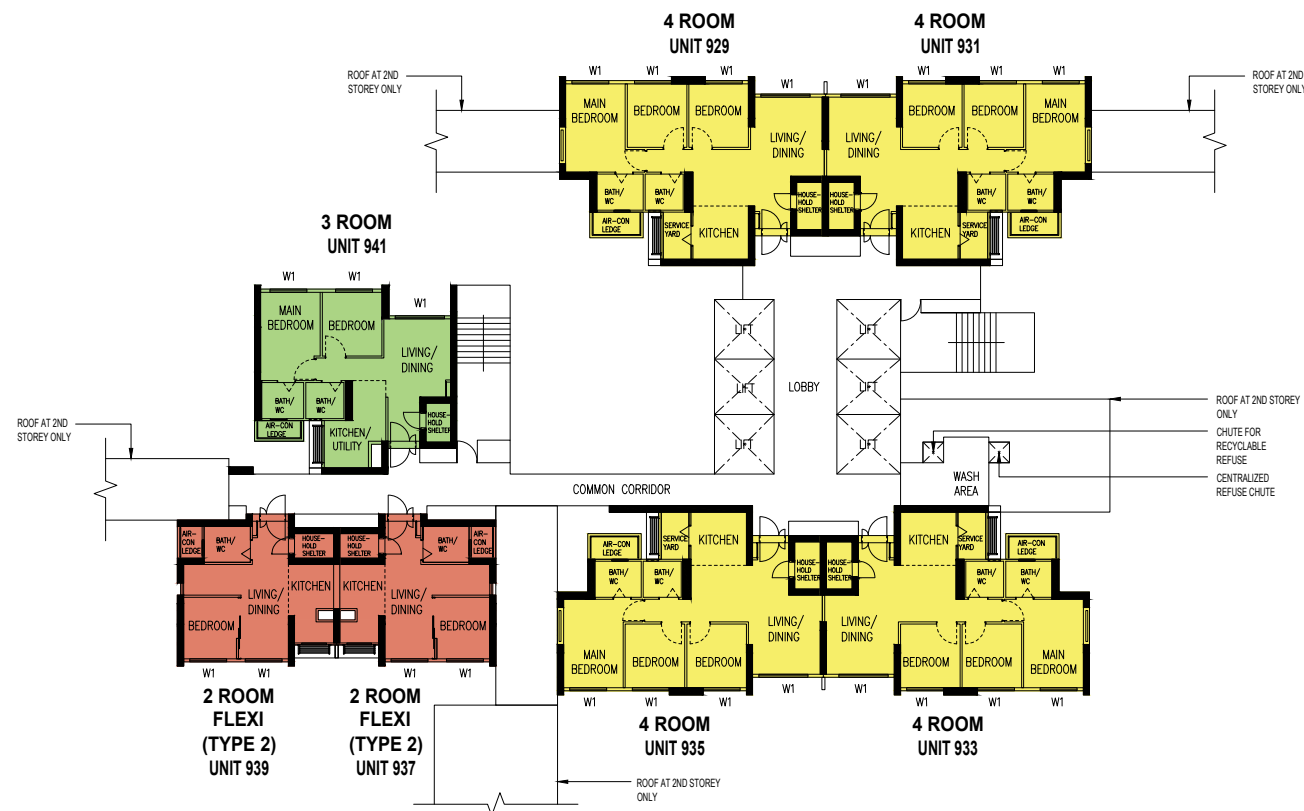 4 ROOM
UNIT 929
4 ROOM
UNIT 931
ROOF AT 2ND
STOREY ONLY
W1
W1
W1
W1
W1
W1
W1
W1
ROOF AT 2ND
STOREY ONLY
MAIN
BEDROOM
BEDROOM
BEDROOM
LIVING/
DINING
LIVING/
DINING
BEDROOM
BEDROOM
MAIN
BEDROOM
BATH/
WC
BATH/
WC
HOUSE-
HOLD
SHELTER
HOUSE-
HOLD
SHELTER
BATH/
WC
BATH/
WC
AIR-CON
LEDGE
SERVICE
YARD
KITCHEN
KITCHEN
SERVICE
YARD
AIR-CON
LEDGE
3 ROOM
UNIT 941
W1
W1
W1
MAIN
BEDROOM
BEDROOM
LIVING/
DINING
BATH/
WC
BATH/
WC
HOUSE-
HOLD
SHELTER
AIR-CON
LEDGE
KITCHEN/
UTILITY
LIFT
LIFT
LIFT
LOBBY
LIFT
LIFT
LIFT
ROOF AT 2ND STOREY
ONLY
CHUTE FOR
RECYCLABLE
REFUSE
CENTRALIZED
REFUSE CHUTE
WASH
AREA
ROOF AT 2ND
STOREY ONLY
COMMON CORRIDOR
AIR-
CON
LEDGE
BATH/
WC
HOUSE-
HOLD
SHELTER
HOUSE-
HOLD
SHELTER
BATH/
WC
AIR-
CON
LEDGE
BEDROOM
LIVING/
DINING
KITCHEN
KITCHEN
LIVING/
DINING
BEDROOM
W1
W1
W1
W1
2 ROOM
FLEXI
(TYPE 2)
UNIT 939
2 ROOM
FLEXI
(TYPE 2)
UNIT 937
AIR-CON
LEDGE
SERVICE
YARD
KITCHEN
KITCHEN
SERVICE
YARD
AIR-CON
LEDGE
BATH/
WC
BATH/
WC
HOUSE-
HOLD
SHELTER
HOUSE-
HOLD
SHELTER
BATH/
WC
BATH/
WC
MAIN
BEDROOM
BEDROOM
BEDROOM
LIVING/
DINING
LIVING/
DINING
BEDROOM
BEDROOM
MAIN
BEDROOM
W1
W1
W1
W1
W1
W1
W1
W1
4 ROOM
UNIT 935
4 ROOM
UNIT 933
ROOF AT 2ND STOREY
ONLY